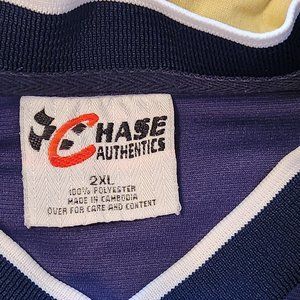 CHASE
AUTHENTICS
2XL
100% POLYESTER
MADE IN CAMBODIA
OVER FOR CARE AND CONTENT